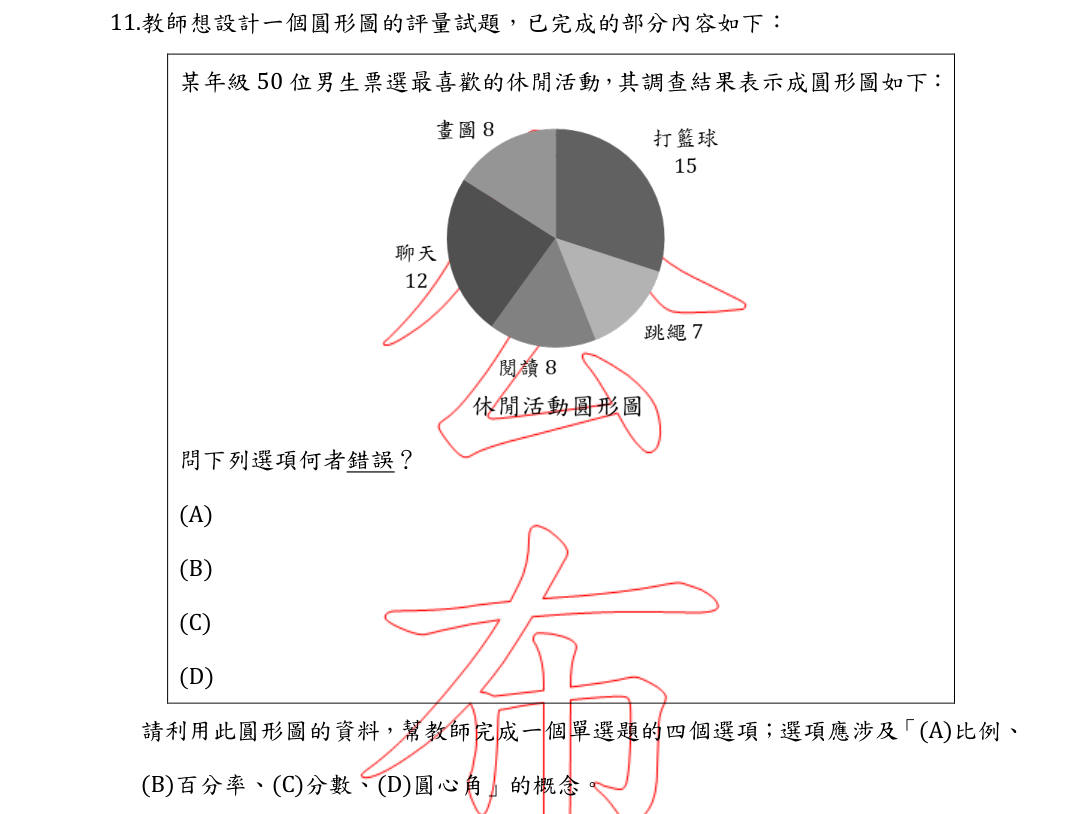 11.教師想設計一個圓形圖的評量試題，已完成的部分內容如下：
某年級 50 位男生票選最喜歡的休閒活動，其調查結果表示成圓形圖如下：
畫圖 8
打籃球
15
聊天
12
跳繩 7
閱讀 8
休閒活動圓形圖
問下列選項何者錯誤？
(A)
(B)
(C)
(D)
請利用此圓形圖的資料，幫教師完成一個單選題的四個選項；選項應涉及「(A)比例、
(B)百分率、(C)分數、(D)圓心角」的概念。
公
布